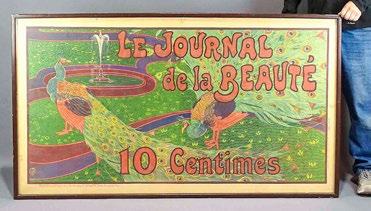 LE JOURNAL
de la BEAUTÉ
10 Centimes